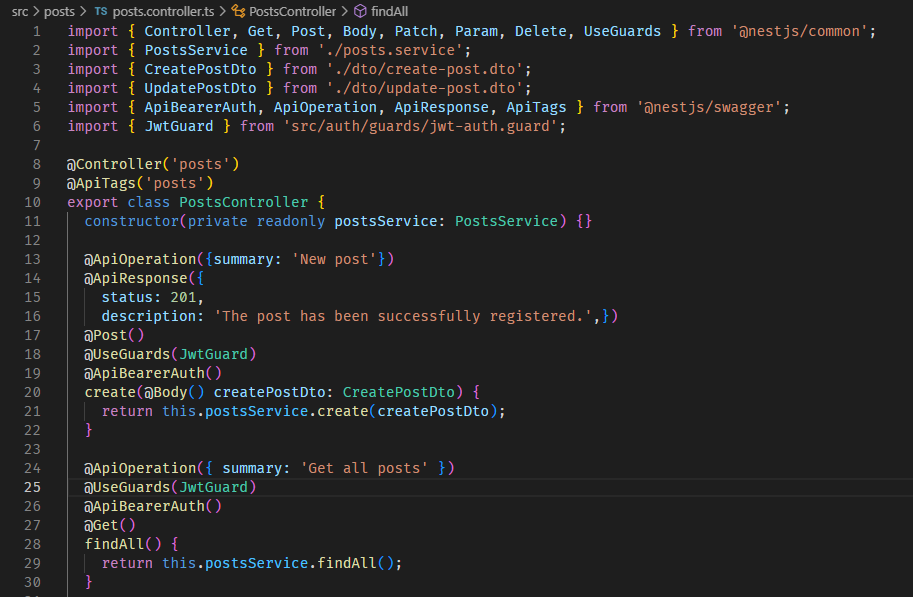 src > posts > TS posts.controller.ts > PostsController > findAll
1 import { Controller, Get, Post, Body, Patch, Param, Delete, UseGuards } from '@nestjs/common';
2 import { PostsService } from './posts.service';
3 import { CreatePostDto } from './dto/create-post.dto';
4 import { UpdatePostDto } from './dto/update-post.dto';
5 import { ApiBearerAuth, ApiOperation, ApiResponse, ApiTags } from '@nestjs/swagger';
6 import { JwtGuard } from 'src/auth/guards/jwt-auth.guard';
7
8 @Controller('posts')
9 @ApiTags('posts')
10 export class PostsController {
11   constructor(private readonly postsService: PostsService) {}
12
13   @ApiOperation({summary: 'New post'})
14   @ApiResponse({
15     status: 201,
16     description: 'The post has been successfully registered.',})
17   @Post()
18   @UseGuards(JwtGuard)
19   @ApiBearerAuth()
20   create(@Body() createPostDto: CreatePostDto) {
21     return this.postsService.create(createPostDto);
22   }
23
24   @ApiOperation({ summary: 'Get all posts' })
25   @UseGuards(JwtGuard)
26   @ApiBearerAuth()
27   @Get()
28   findAll() {
29     return this.postsService.findAll();
30   }